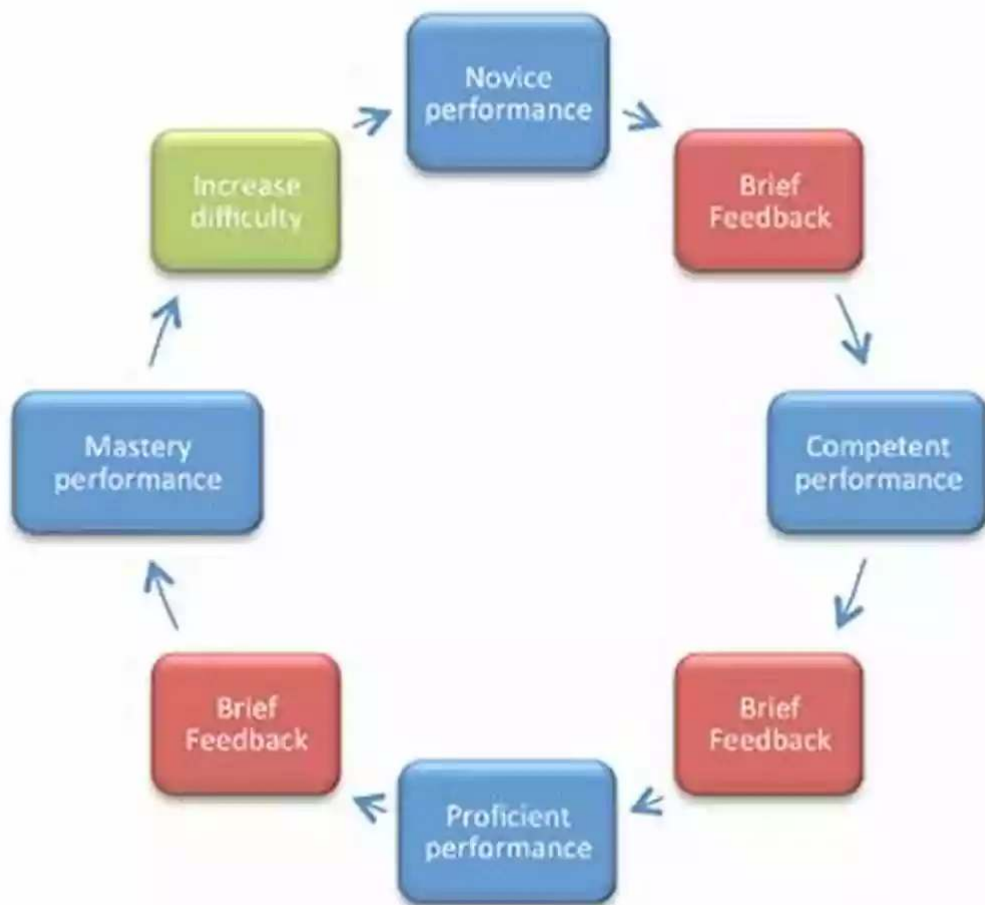 Novice
performance
Brief
Feedback
Competent
performance
Brief
Feedback
Proficient
performance
Brief
Feedback
Mastery
performance
Increase
difficulty